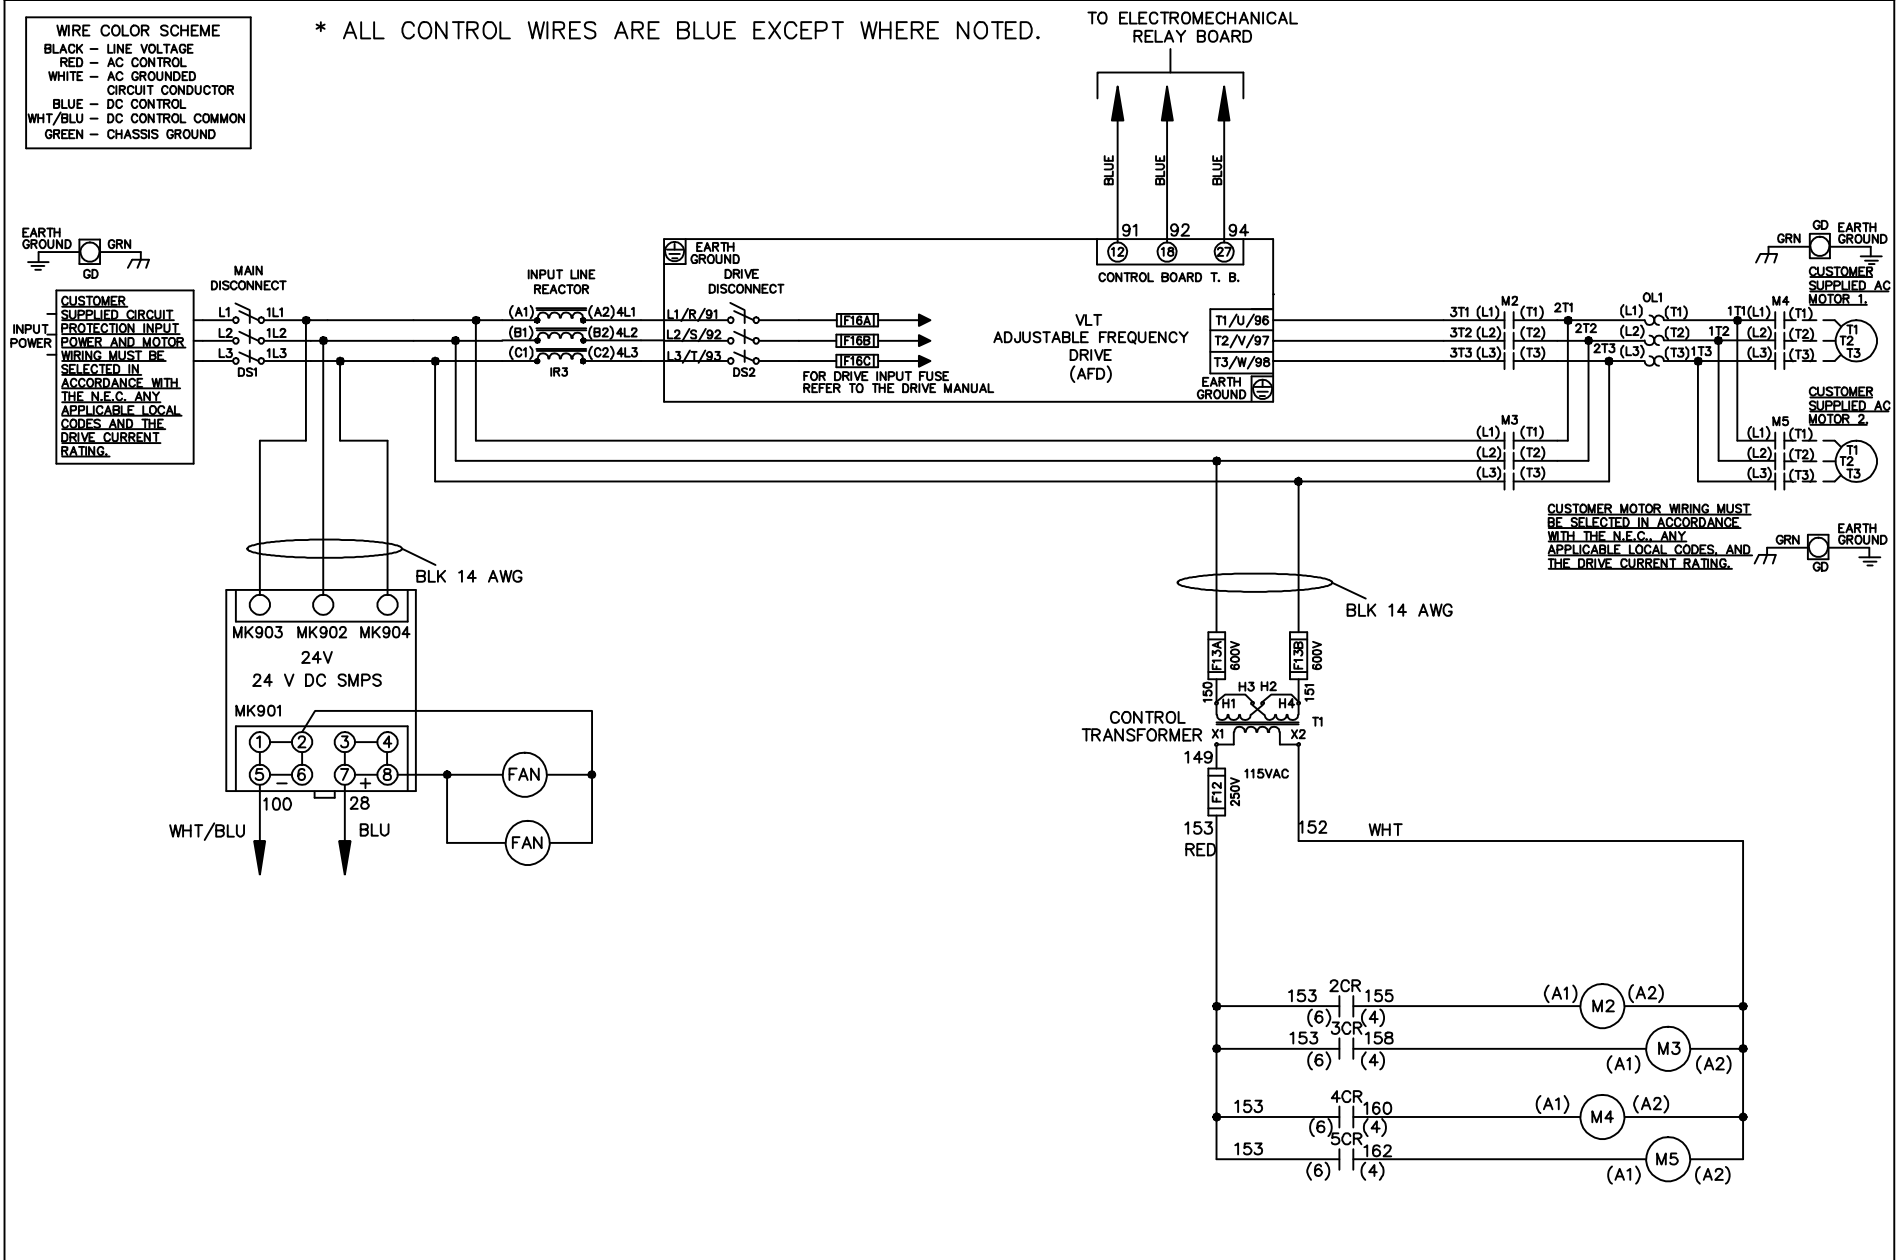 WIRE COLOR SCHEME
BLACK – LINE VOLTAGE
RED – AC CONTROL
WHITE – AC GROUNDED
CIRCUIT CONDUCTOR
BLUE – DC CONTROL
WHT/BLU – DC CONTROL COMMON
GREEN – CHASSIS GROUND
* ALL CONTROL WIRES ARE BLUE EXCEPT WHERE NOTED.
TO ELECTROMECHANICAL
RELAY BOARD
BLUE
BLUE
BLUE
91 92 94
12 18 27
CONTROL BOARD T. B.
EARTH
GROUND
GRN
GD
INPUT
POWER
CUSTOMER
SUPPLIED CIRCUIT
PROTECTION INPUT
POWER AND MOTOR
WIRING MUST BE
SELECTED IN
ACCORDANCE WITH
THE N.E.C. ANY
APPLICABLE LOCAL
CODES AND THE
DRIVE CURRENT
RATING.
MAIN
DISCONNECT
L1 1L1
L2 1L2
L3 1L3
DS1
INPUT LINE
REACTOR
(A1) (A2) 4L1
(B1) (B2) 4L2
(C1) (C2) 4L3
IR3
EARTH
GROUND
DRIVE
DISCONNECT
L1/R/91
L2/S/92
L3/T/93
DS2
F16A
F16B
F16C
FOR DRIVE INPUT FUSE
REFER TO THE DRIVE MANUAL
VLT
ADJUSTABLE FREQUENCY
DRIVE
(AFD)
T1/U/96
T2/V/97
T3/W/98
EARTH
GROUND
M2
3T1 (L1) (T1) 2T1
3T2 (L2) (T2) 2T2
3T3 (L3) (T3) 2T3
OL1
(L1) (T1) 1T1
(L2) (T2) 1T2
(L3) (T3) 1T3
M4
(L1) (T1)
(L2) (T2)
(L3) (T3)
T1
T2
T3
GD
GRN
EARTH
GROUND
CUSTOMER
SUPPLIED AC
MOTOR 1.
M3
(L1) (T1)
(L2) (T2)
(L3) (T3)
CUSTOMER
SUPPLIED AC
MOTOR 2.
M5
(L1) (T1)
(L2) (T2)
(L3) (T3)
T1
T2
T3
CUSTOMER MOTOR WIRING MUST
BE SELECTED IN ACCORDANCE
WITH THE N.E.C., ANY
APPLICABLE LOCAL CODES, AND
THE DRIVE CURRENT RATING.
GRN
GD
EARTH
GROUND
BLK 14 AWG
MK903 MK902 MK904
24V
24 V DC SMPS
MK901
1 2 3 4
5 – 6 7 + 8
100 28
WHT/BLU BLU
FAN
FAN
BLK 14 AWG
F13A 600V
F13B 600V
150 151
H3 H2
H1 H4
T1
CONTROL
TRANSFORMER
X1 X2
149
115VAC
F12 250V
153
RED
152
WHT
153 2CR 155
(6) (4)
(A1) M2 (A2)
153 3CR 158
(6) (4)
(A1) M3 (A2)
153 4CR 160
(6) (4)
(A1) M4 (A2)
153 5CR 162
(6) (4)
(A1) M5 (A2)